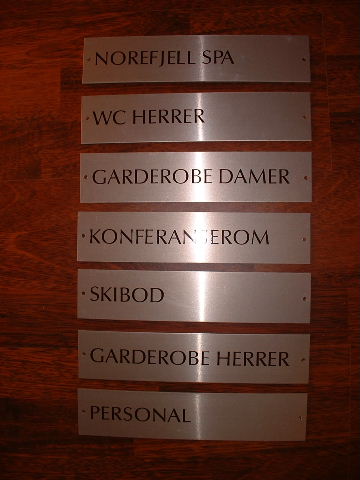 NOREFJELL SPA
WC HERRER
GARDEROBE DAMER
KONFERANSEROM
SKIBOD
GARDEROBE HERRER
PERSONAL